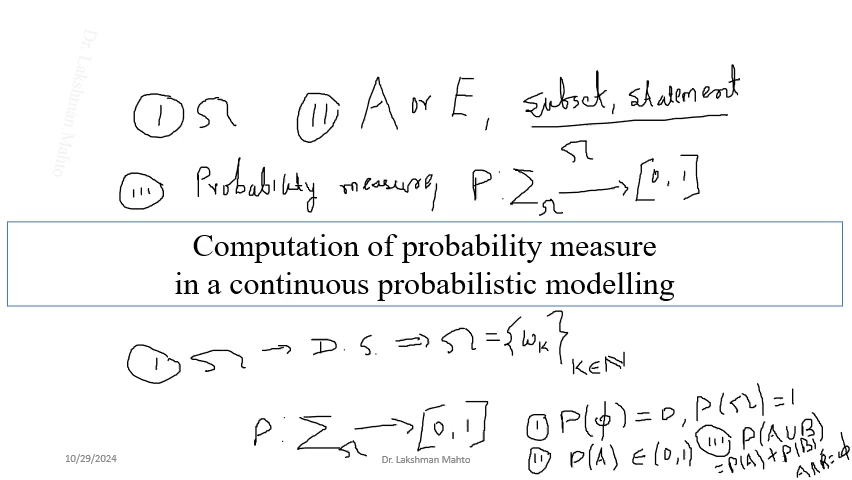 Dr. Lakshman Mahto
Ⓘ Ω Ⓘⓘ A or E, subset, statement
Ω
(III) Probability measure, P: Σ_Ω → [0, 1]
Computation of probability measure
in a continuous probabilistic modelling
(I) Ω → D. S. ⇒ Ω = {ω_K}_{K∈ℕ}
P: Σ_Ω → [0, 1]
(I) P(ϕ) = 0, P(Ω) = 1
(II) P(A) ∈ (0,1) (III) P(A∪B)
= P(A) + P(B)
A∩B = ϕ
10/29/2024
Dr. Lakshman Mahto